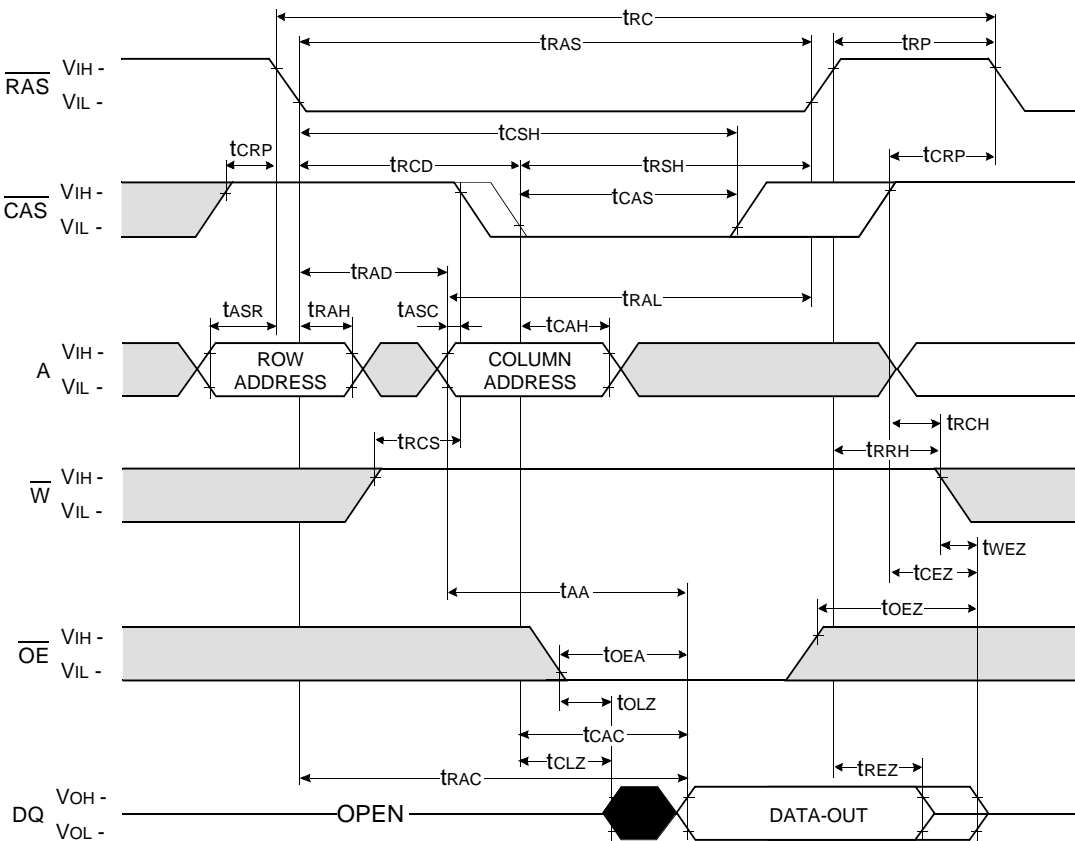 tRC
tRAS
tRP
RAS
VIH -
VIL -
tCSH
tCRP
tRCD
tRSH
tCRP
CAS
VIH -
VIL -
tCAS
tRAD
tRAL
tASR
tRAH
tASC
tCAH
A
VIH -
VIL -
ROW
ADDRESS
COLUMN
ADDRESS
tRCS
tRCH
tRRH
W
VIH -
VIL -
tWEZ
tCEZ
tAA
tOEZ
OE
VIH -
VIL -
tOEA
tOLZ
tCAC
tCLZ
tRAC
tREZ
DQ
VOH -
VOL -
OPEN
DATA-OUT